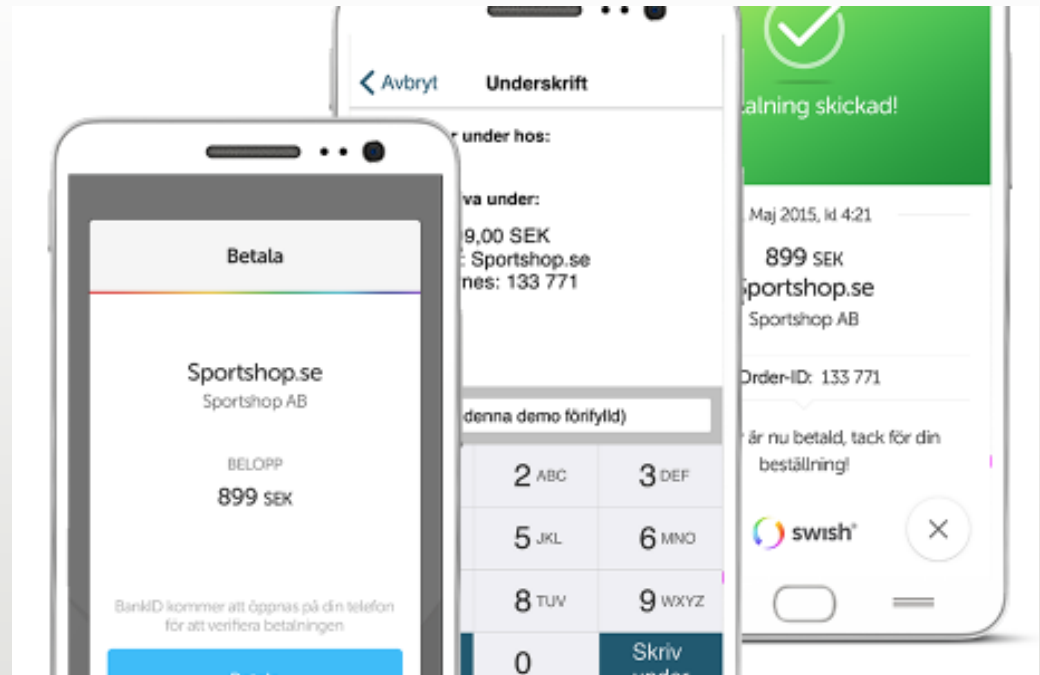 Betala
Sportshop.se
Sportshop AB
BELOPP
899 SEK
BankID kommer att öppnas på din telefon
för att verifiera betalningen
Avbryt Underskrift
under hos:
under:
9,00 SEK
: Sportshop.se
133 771
denna demo förifylld)
2 ABC 3 DEF
5 JKL 6 MNO
8 TUV 9 WXYZ
0 Skriv
under
skickad!
Maj 2015, kl 4:21
899 SEK
Sportshop.se
Sportshop AB
Order-ID: 133 771
är nu betald, tack för din
beställning!
swish®